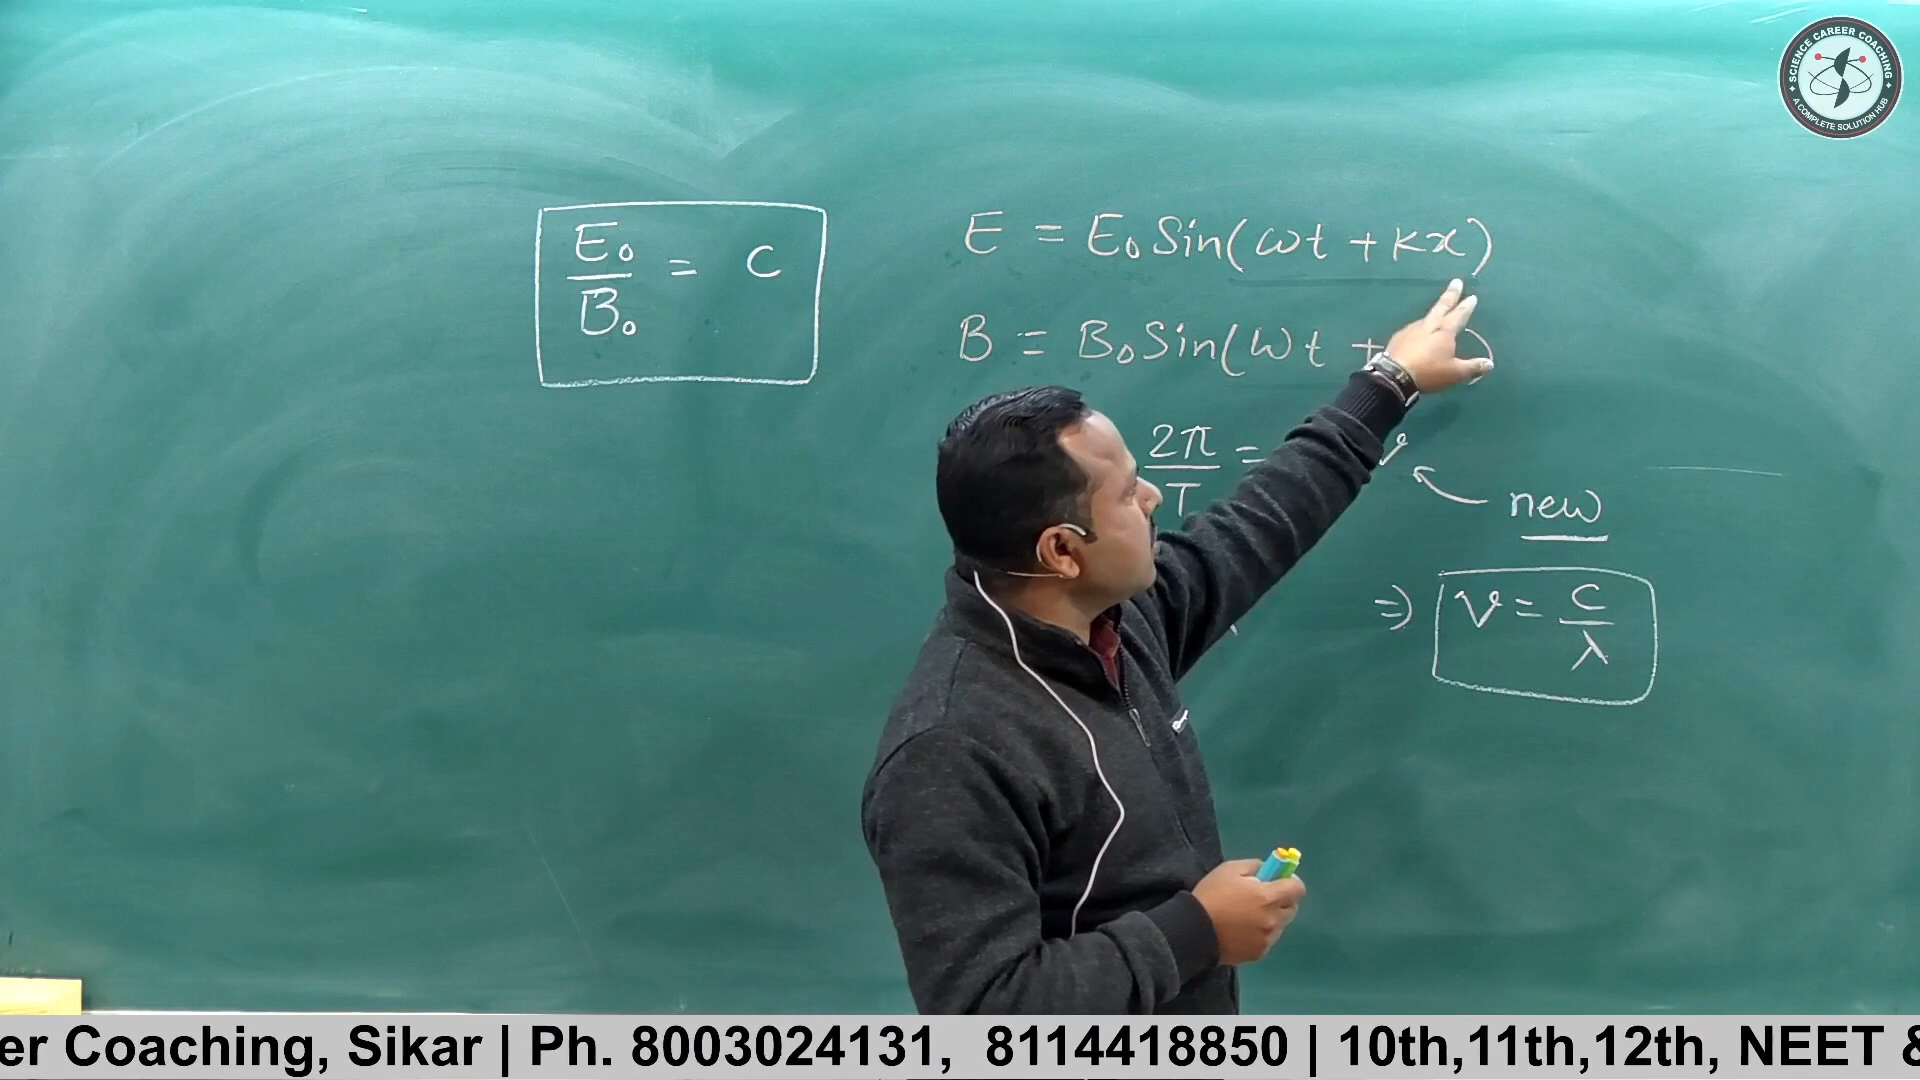 SCIENCE CAREER COACHING
A COMPLETE SOLUTION HUB
E₀/B₀ = C
E = E₀ Sin(ωt + kx)
B = B₀ Sin(ωt + )
2π/T =
ν
new
⇒ ν = c/λ
er Coaching, Sikar | Ph. 8003024131, 8114418850 | 10th,11th,12th, NEET &